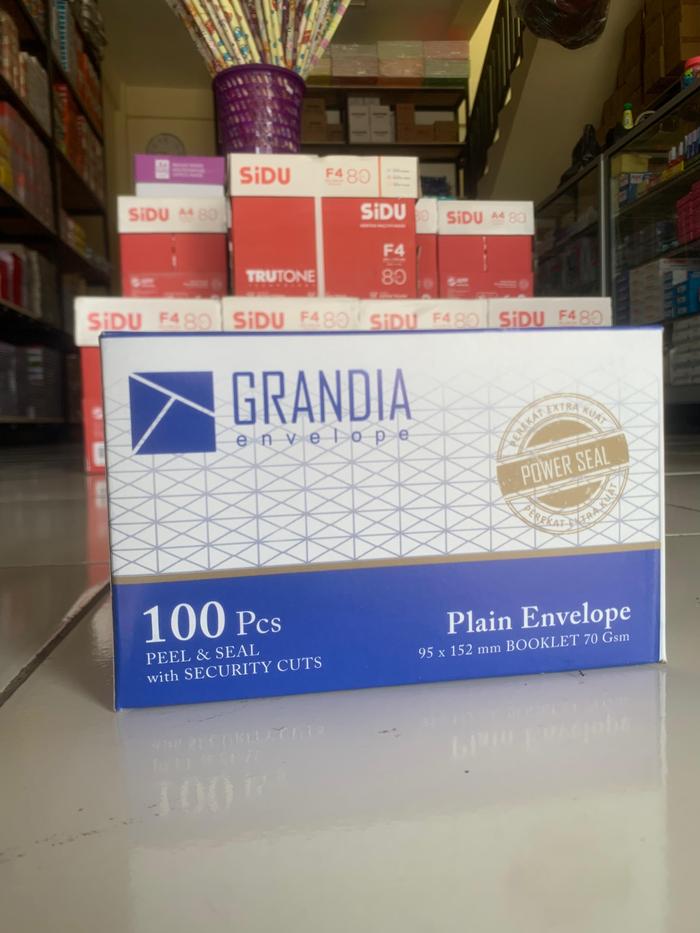 SiDU F4 80
SiDU A4 80
SiDU
F4
80
TRUTONE
SiDU A4 80
SiDU F4 80
SiDU F4 80
SiDU F4 80
SiDU F4 80
GRANDIA
envelope
PEREKAT EXTRA KUAT
POWER SEAL
PEREKAT EXTRA KUAT
100 Pcs
PEEL & SEAL
with SECURITY CUTS
Plain Envelope
95 x 152 mm BOOKLET 70 Gsm